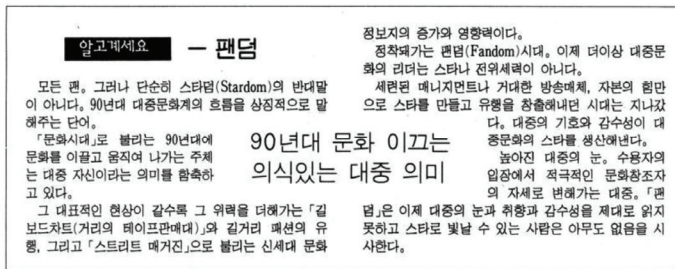 알고계세요 — 팬덤
모든 팬. 그러나 단순히 스타덤(Stardom)의 반대말
이 아니다. 90년대 대중문화계의 흐름을 상징적으로 말
해주는 단어.
「문화시대」로 불리는 90년대에
문화를 이끌고 움직여 나가는 주체
는 대중 자신이라는 의미를 함축하
고 있다.
그 대표적인 현상이 갈수록 그 위력을 더해가는 「길
보드차트(거리의 테이프판매대)」와 길거리 패션의 유
행, 그리고 「스트리트 매거진」으로 불리는 신세대 문화
90년대 문화 이끄는
의식있는 대중 의미
정보지의 증가와 영향력이다.
정착돼가는 팬덤(Fandom)시대. 이제 더이상 대중문
화의 리더는 스타나 전위세력이 아니다.
세련된 매니지먼트나 거대한 방송매체, 자본의 힘만
으로 스타를 만들고 유행을 창출해내던 시대는 지나갔
다. 대중의 기호와 감수성이 대
중문화의 스타를 생산해낸다.
높아진 대중의 눈. 수용자의
입장에서 적극적인 문화창조자
의 자세로 변해가는 대중. 「팬
덤」은 이제 대중의 눈과 취향과 감수성을 제대로 읽지
못하고 스타로 빛날 수 있는 사람은 아무도 없음을 시
사한다.